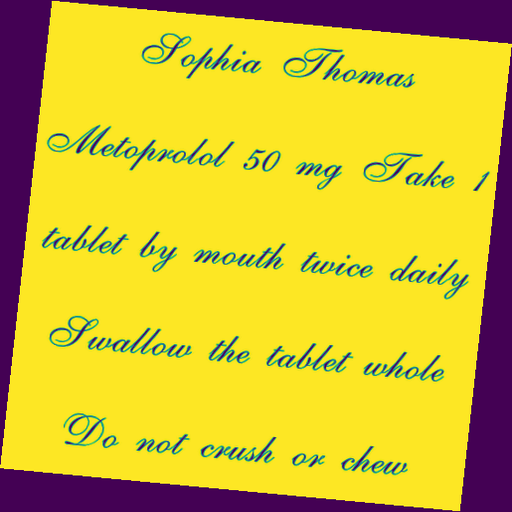 Sophia Thomas
Metoprolol 50 mg Take 1
tablet by mouth twice daily
Swallow the tablet whole
Do not crush or chew